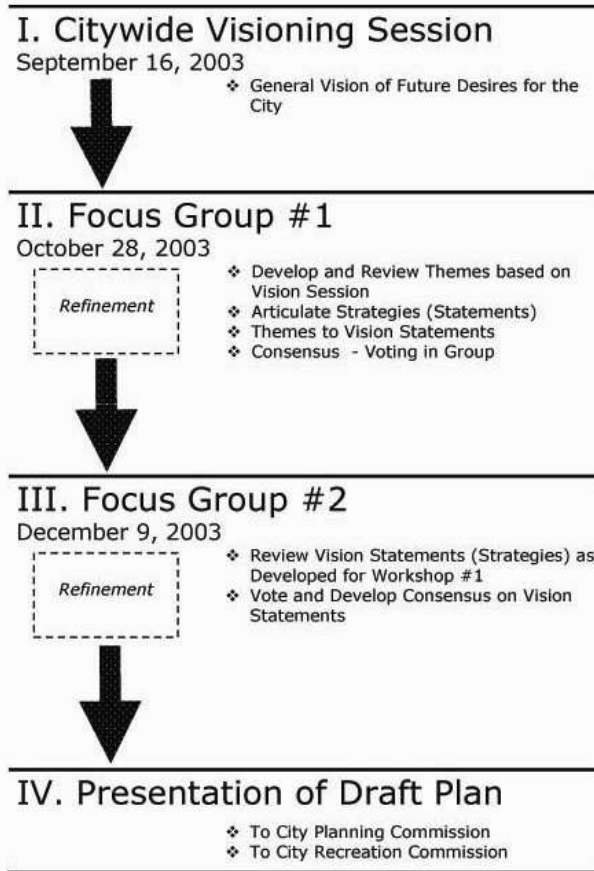 I. Citywide Visioning Session
September 16, 2003
❖ General Vision of Future Desires for the
City
II. Focus Group #1
October 28, 2003
Refinement
❖ Develop and Review Themes based on
Vision Session
❖ Articulate Strategies (Statements)
❖ Themes to Vision Statements
❖ Consensus - Voting in Group
III. Focus Group #2
December 9, 2003
Refinement
❖ Review Vision Statements (Strategies) as
Developed for Workshop #1
❖ Vote and Develop Consensus on Vision
Statements
IV. Presentation of Draft Plan
❖ To City Planning Commission
❖ To City Recreation Commission